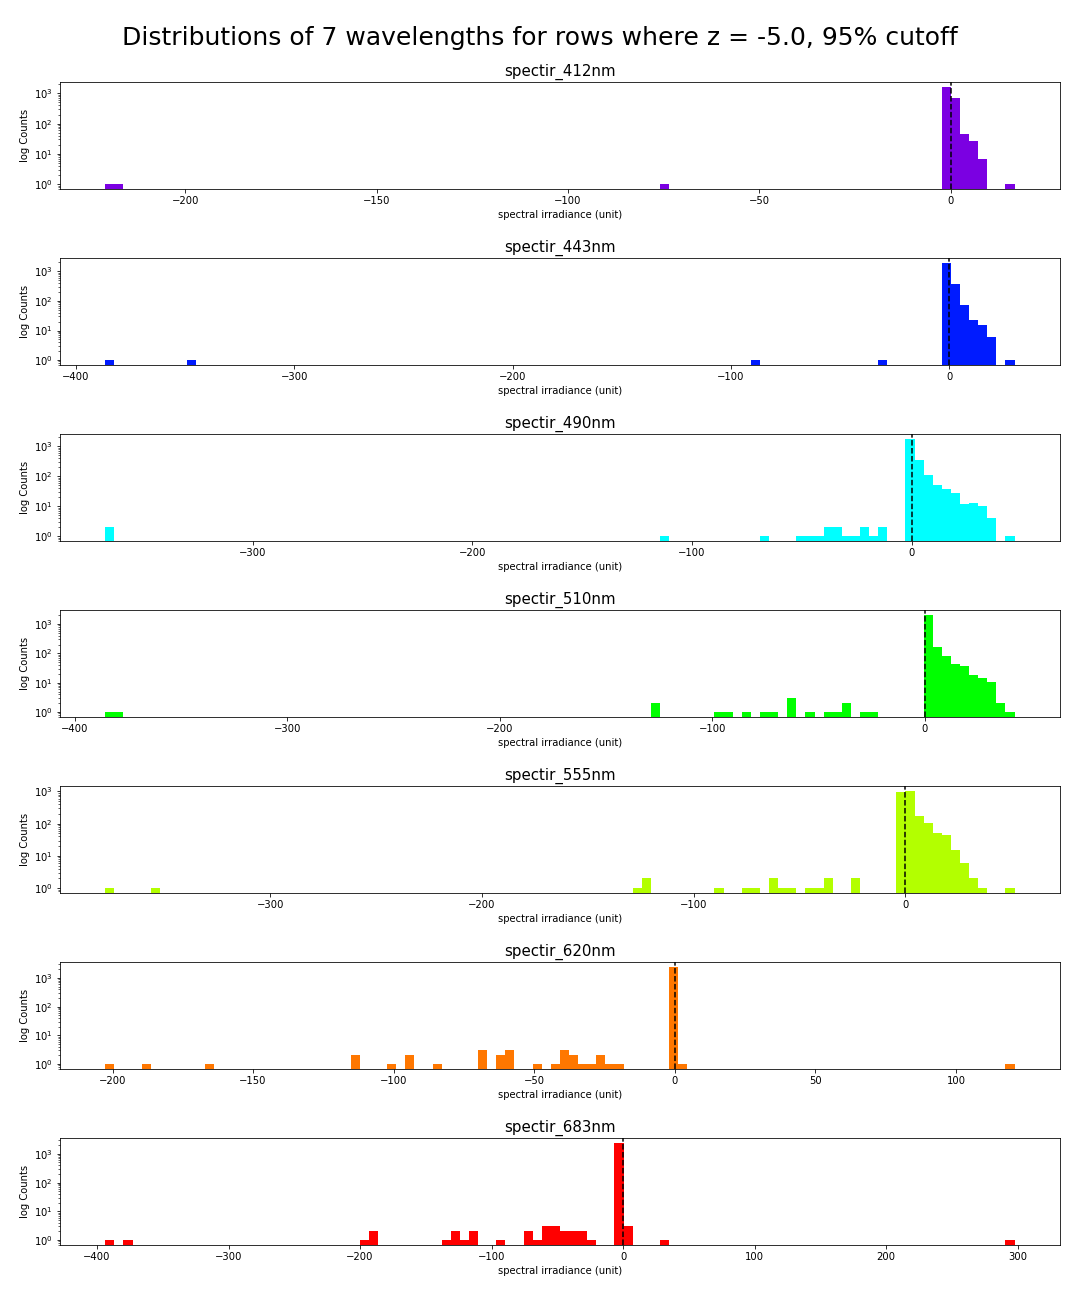 Distributions of 7 wavelengths for rows where z = -5.0, 95% cutoff
spectir_412nm
log Counts
10³
10²
10¹
10⁰
−200 −150 −100 −50 0
spectral irradiance (unit)
spectir_443nm
log Counts
10³
10²
10¹
10⁰
−400 −300 −200 −100 0
spectral irradiance (unit)
spectir_490nm
log Counts
10³
10²
10¹
10⁰
−300 −200 −100 0
spectral irradiance (unit)
spectir_510nm
log Counts
10³
10²
10¹
10⁰
−400 −300 −200 −100 0
spectral irradiance (unit)
spectir_555nm
log Counts
10³
10²
10¹
10⁰
−300 −200 −100 0
spectral irradiance (unit)
spectir_620nm
log Counts
10³
10²
10¹
10⁰
−200 −150 −100 −50 0 50 100
spectral irradiance (unit)
spectir_683nm
log Counts
10³
10²
10¹
10⁰
−400 −300 −200 −100 0 100 200 300
spectral irradiance (unit)